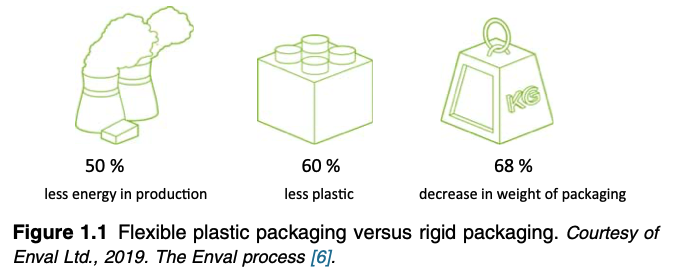 KG
50 %
60 %
68 %
less energy in production
less plastic
decrease in weight of packaging
Figure 1.1 Flexible plastic packaging versus rigid packaging. Courtesy of
Enval Ltd., 2019. The Enval process [6].